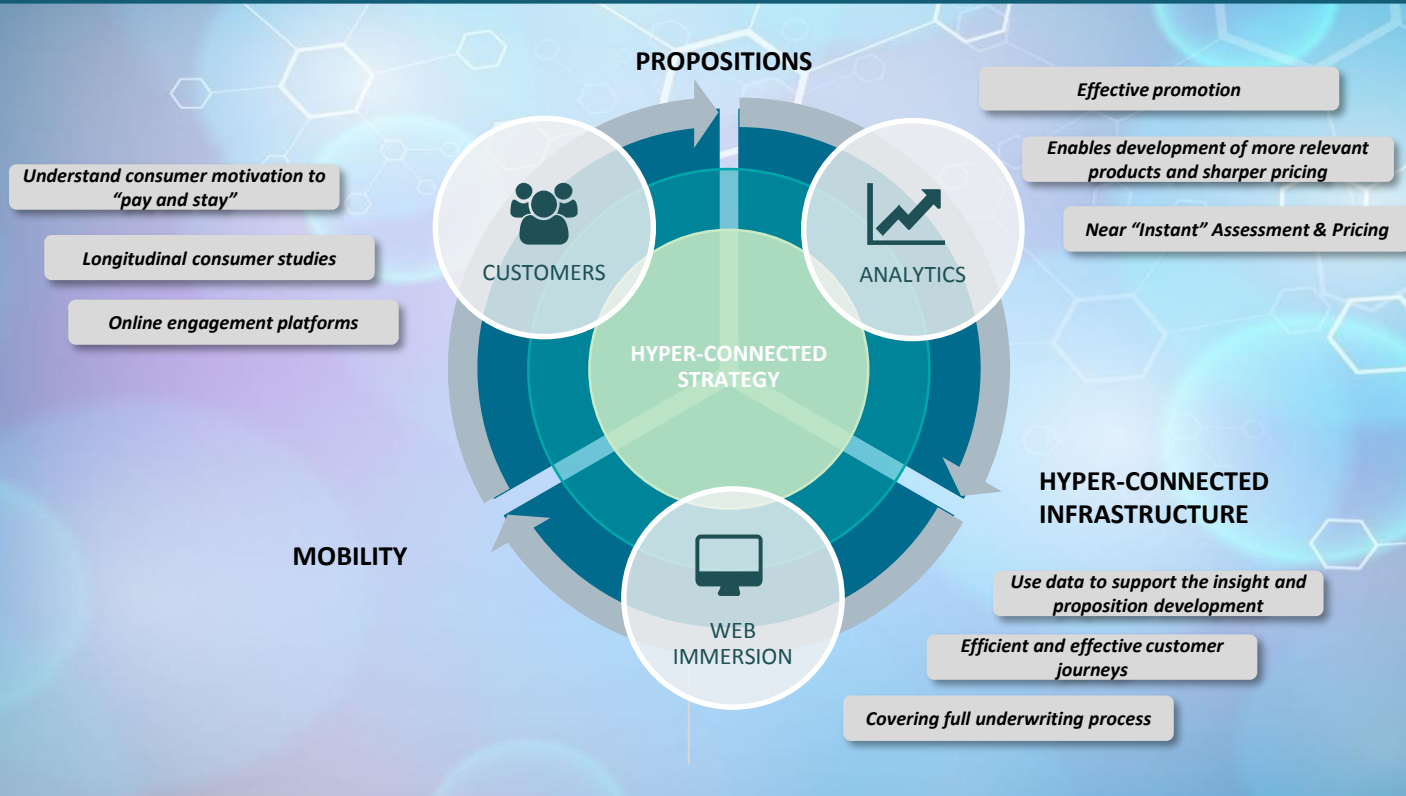 PROPOSITIONS
Effective promotion
Enables development of more relevant
products and sharper pricing
Near “Instant” Assessment & Pricing
Understand consumer motivation to
“pay and stay”
Longitudinal consumer studies
Online engagement platforms
CUSTOMERS
ANALYTICS
HYPER-CONNECTED
STRATEGY
HYPER-CONNECTED
INFRASTRUCTURE
MOBILITY
WEB
IMMERSION
Use data to support the insight and
proposition development
Efficient and effective customer
journeys
Covering full underwriting process